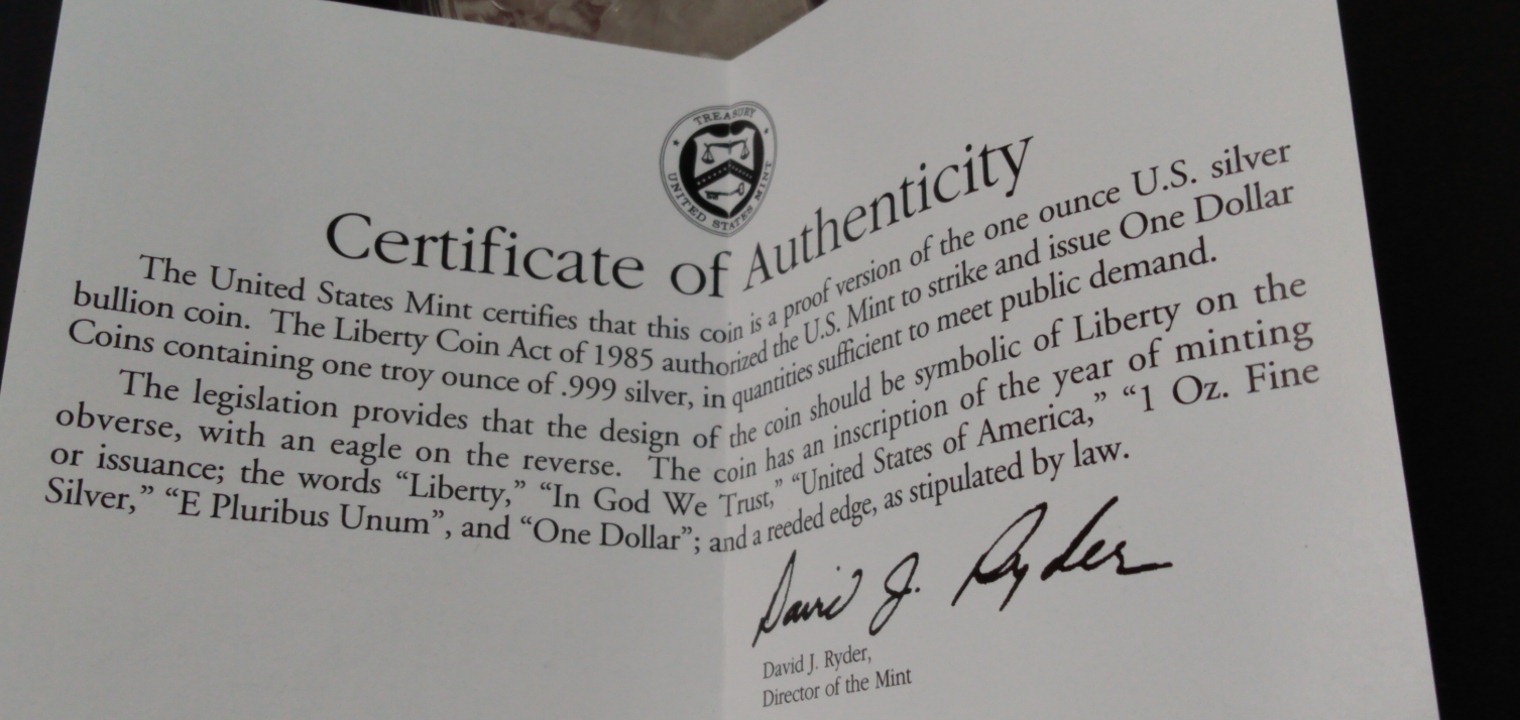 TREASURY
UNITED STATES MINT
Certificate of Authenticity
The United States Mint certifies that this coin is a proof version of the one ounce U.S. silver
bullion coin. The Liberty Coin Act of 1985 authorized the U.S. Mint to strike and issue One Dollar
Coins containing one troy ounce of .999 silver, in quantities sufficient to meet public demand.
The legislation provides that the design of the coin should be symbolic of Liberty on the
obverse, with an eagle on the reverse. The coin has an inscription of the year of minting
or issuance; the words “Liberty,” “In God We Trust,” “United States of America,” “1 Oz. Fine
Silver,” “E Pluribus Unum”, and “One Dollar”; and a reeded edge, as stipulated by law.
David J. Ryder
David J. Ryder,
Director of the Mint